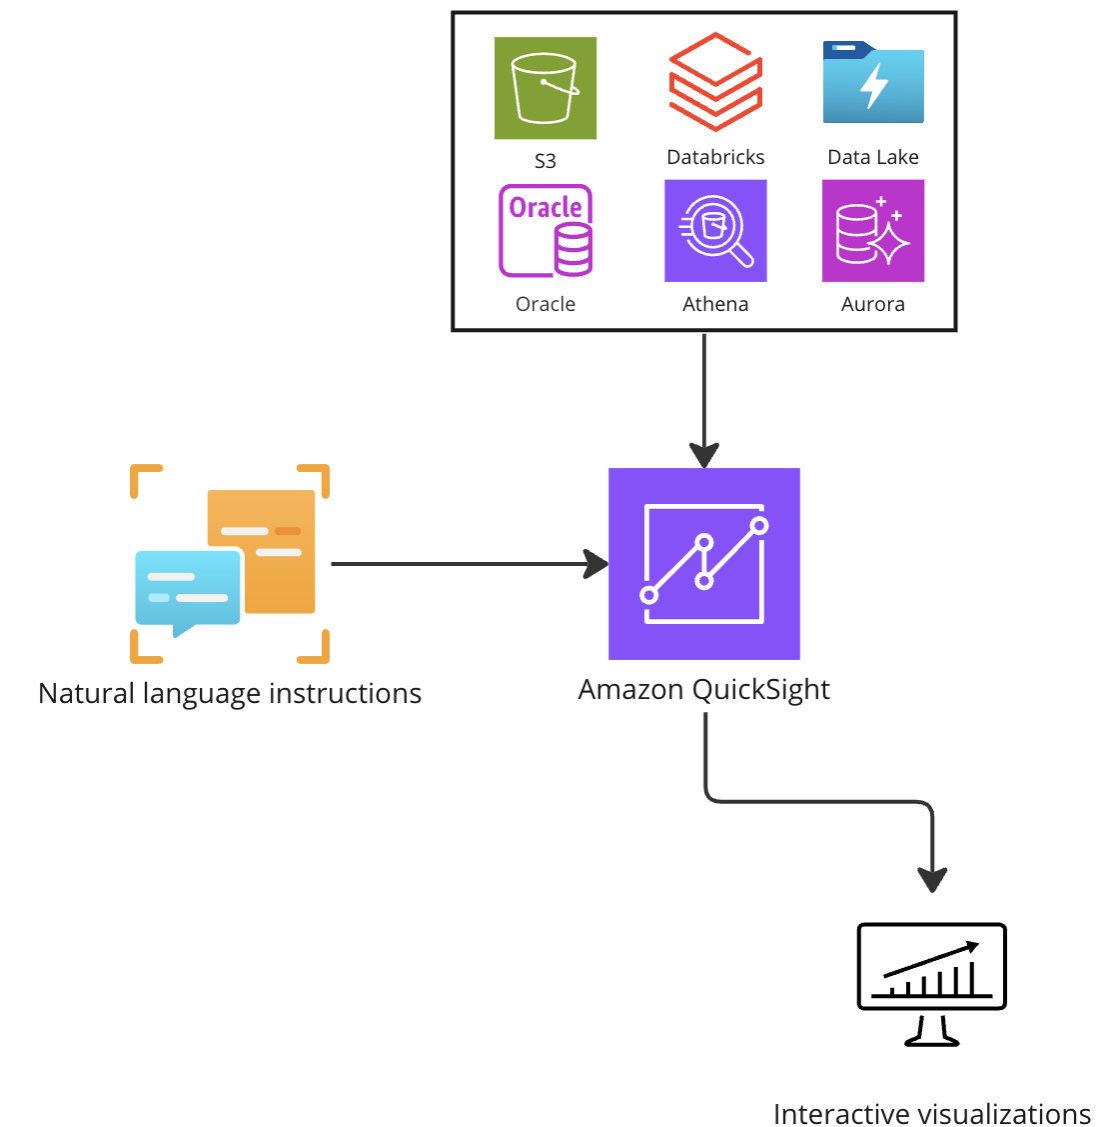 S3
Databricks
Data Lake
Oracle
Oracle
Athena
Aurora
Natural language instructions
Amazon QuickSight
Interactive visualizations